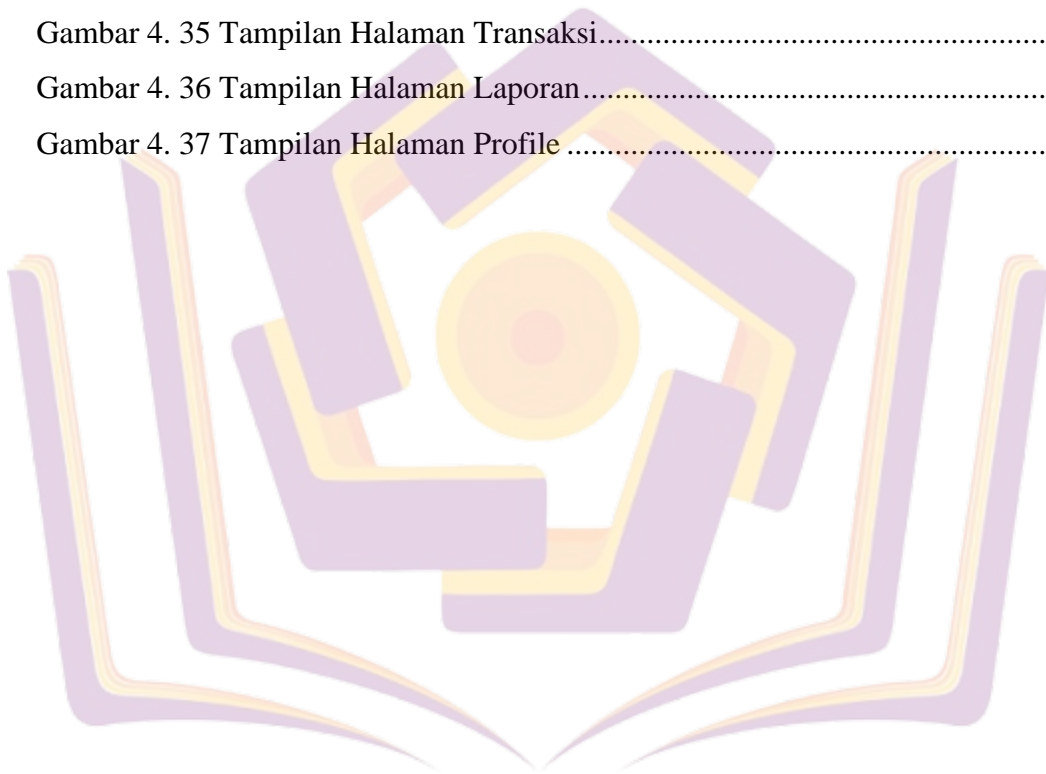 Gambar 4. 35 Tampilan Halaman Transaksi........................................................
Gambar 4. 36 Tampilan Halaman Laporan..........................................................
Gambar 4. 37 Tampilan Halaman Profile ............................................................